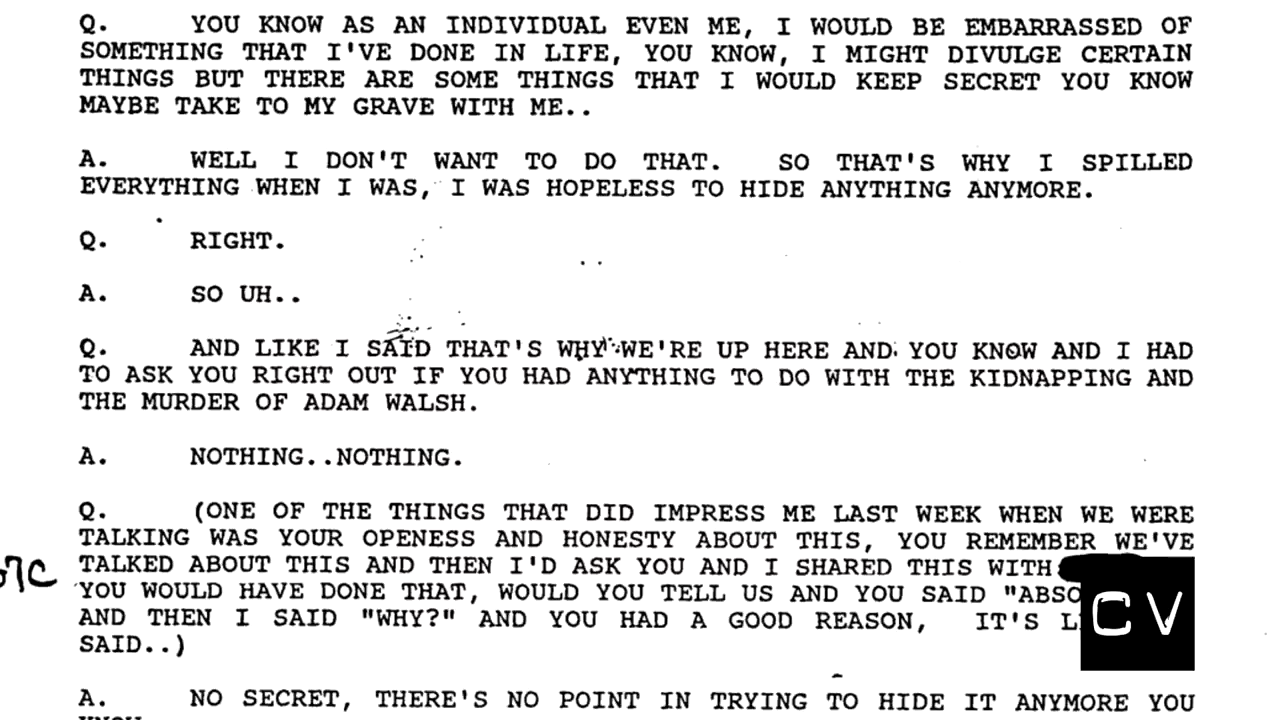 Q. YOU KNOW AS AN INDIVIDUAL EVEN ME, I WOULD BE EMBARRASSED OF
SOMETHING THAT I'VE DONE IN LIFE, YOU KNOW, I MIGHT DIVULGE CERTAIN
THINGS BUT THERE ARE SOME THINGS THAT I WOULD KEEP SECRET YOU KNOW
MAYBE TAKE TO MY GRAVE WITH ME..
A. WELL I DON'T WANT TO DO THAT. SO THAT'S WHY I SPILLED
EVERYTHING WHEN I WAS, I WAS HOPELESS TO HIDE ANYTHING ANYMORE.
Q. RIGHT.
A. SO UH..
Q. AND LIKE I SAID THAT'S WHY WE'RE UP HERE AND YOU KNOW AND I HAD
TO ASK YOU RIGHT OUT IF YOU HAD ANYTHING TO DO WITH THE KIDNAPPING AND
THE MURDER OF ADAM WALSH.
A. NOTHING..NOTHING.
Q. (ONE OF THE THINGS THAT DID IMPRESS ME LAST WEEK WHEN WE WERE
TALKING WAS YOUR OPENESS AND HONESTY ABOUT THIS, YOU REMEMBER WE'VE
TALKED ABOUT THIS AND THEN I'D ASK YOU AND I SHARED THIS WITH
YOU WOULD HAVE DONE THAT, WOULD YOU TELL US AND YOU SAID "ABSO
AND THEN I SAID "WHY?" AND YOU HAD A GOOD REASON, IT'S L
SAID..)
A. NO SECRET, THERE'S NO POINT IN TRYING TO HIDE IT ANYMORE YOU
CV